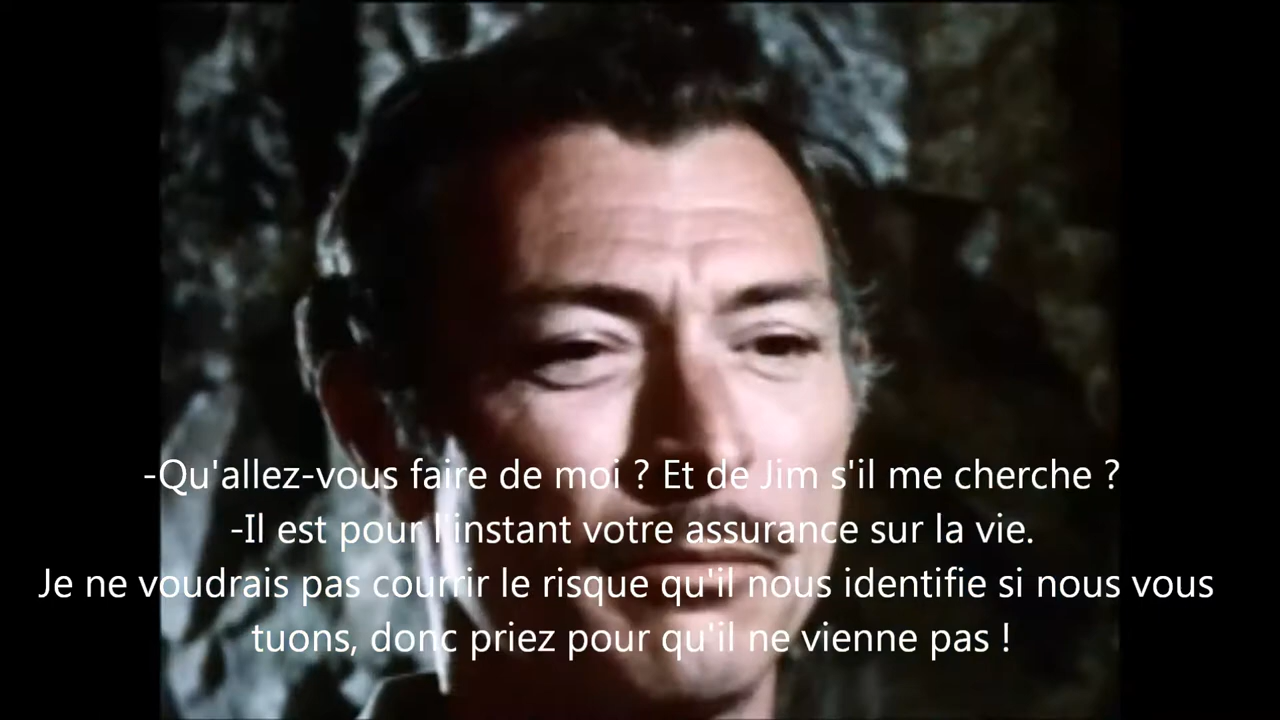 -Qu'allez-vous faire de moi ? Et de Jim s'il me cherche ?
-Il est pour l'instant votre assurance sur la vie.
Je ne voudrais pas courrir le risque qu'il nous identifie si nous vous
tuons, donc priez pour qu'il ne vienne pas !